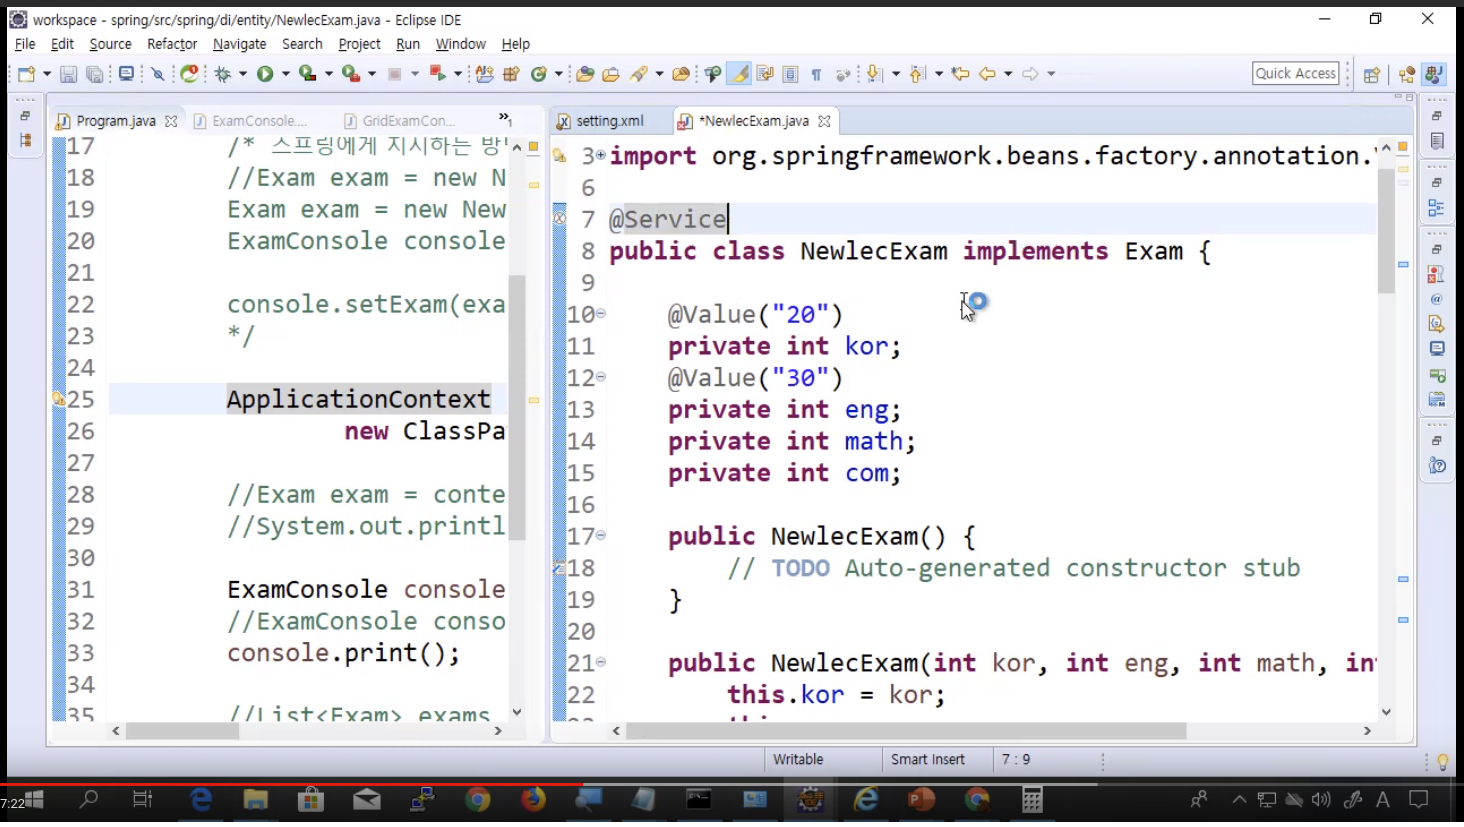 workspace - spring/src/spring/di/entity/NewlecExam.java - Eclipse IDE
File Edit Source Refactor Navigate Search Project Run Window Help
Quick Access
Program.java ExamConsole.... GridExamCon... »1
17 /* 스프링에게 지시하는
18 //Exam exam = new N
19 Exam exam = new New
20 ExamConsole console
21
22 console.setExam(exa
23 */
24
25 ApplicationContext
26 new ClassPa
27
28 //Exam exam = conte
29 //System.out.printl
30
31 ExamConsole console
32 //ExamConsole conso
33 console.print();
34
35 //List<Exam> exams
setting.xml *NewlecExam.java
3 import org.springframework.beans.factory.annotation.
6
7 @Service
8 public class NewlecExam implements Exam {
9
10 @Value("20")
11 private int kor;
12 @Value("30")
13 private int eng;
14 private int math;
15 private int com;
16
17 public NewlecExam() {
18 // TODO Auto-generated constructor stub
19 }
20
21 public NewlecExam(int kor, int eng, int math, in
22 this.kor = kor;
Writable Smart Insert 7 : 9
7:22
A